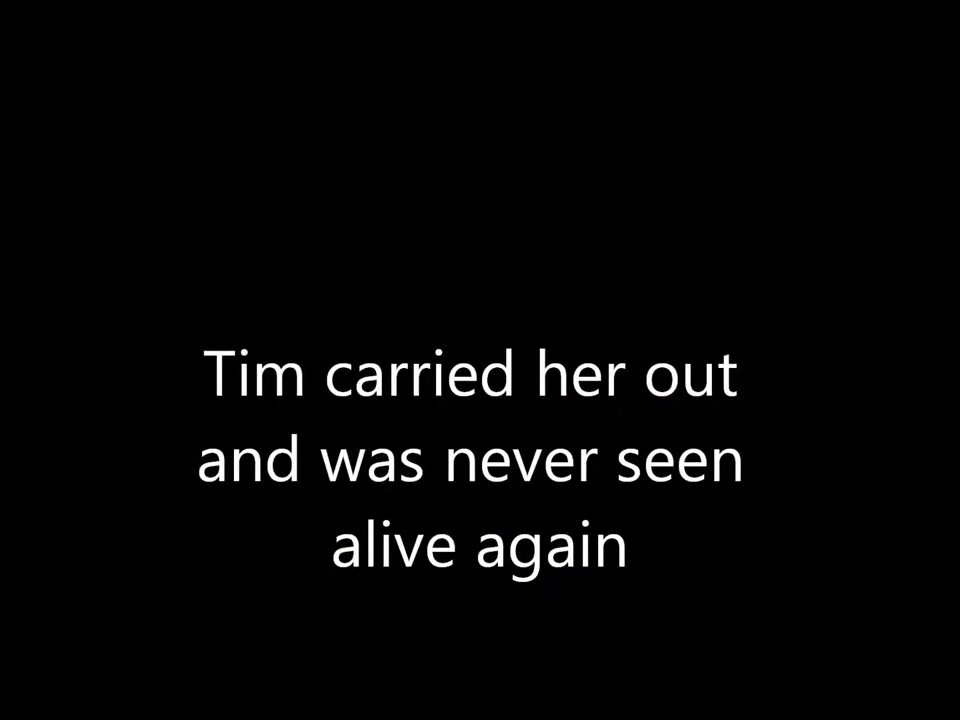 Tim carried her out
and was never seen
alive again